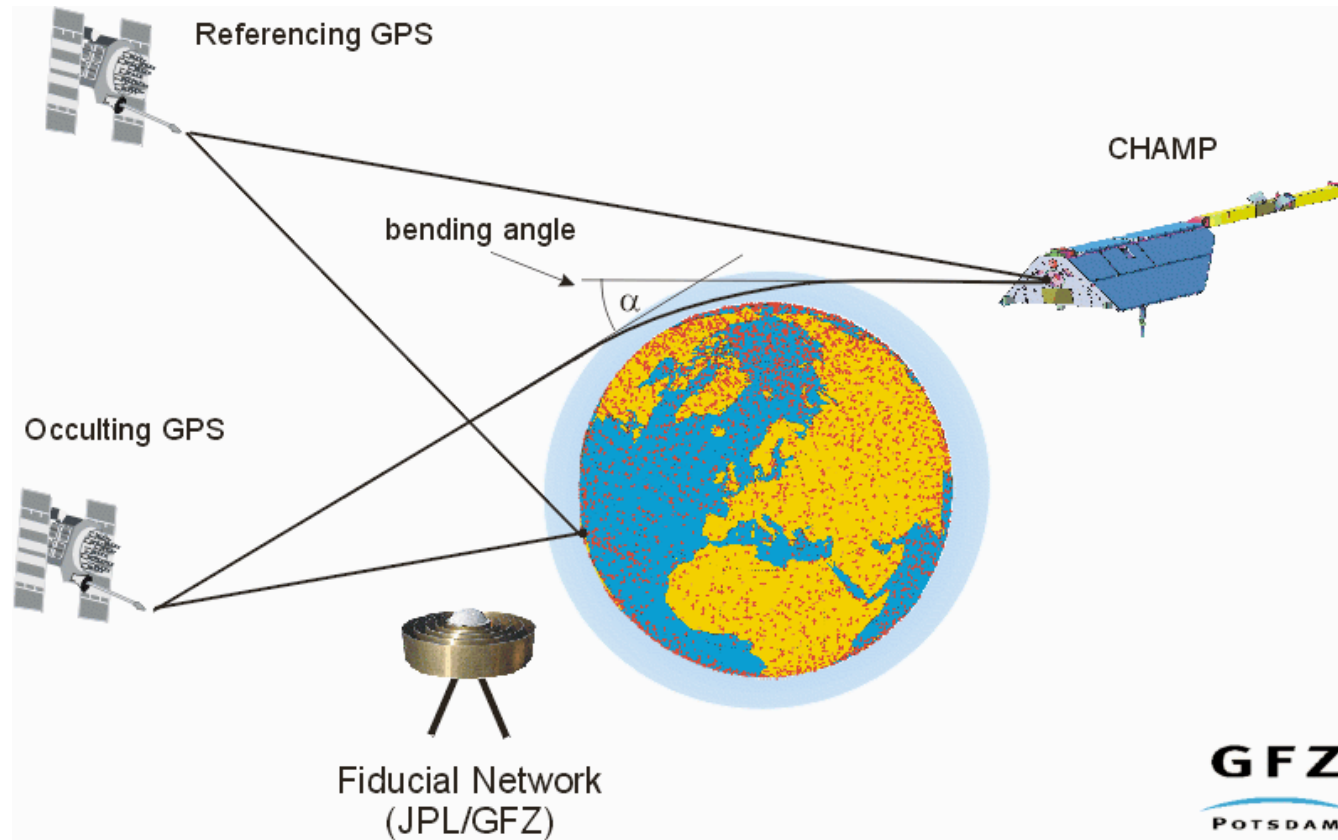 Referencing GPS
CHAMP
bending angle
α
Occulting GPS
Fiducial Network
(JPL/GFZ)
GFZ
POTSDAM